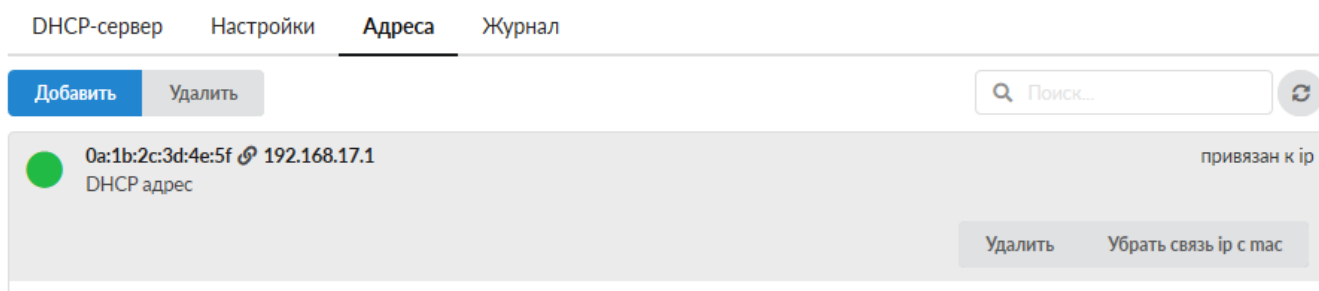 DHCP-сервер Настройки Адреса Журнал
Добавить Удалить Поиск...
0a:1b:2c:3d:4e:5f 192.168.17.1 привязан к ip
DHCP адрес
Удалить Убрать связь ip с mac